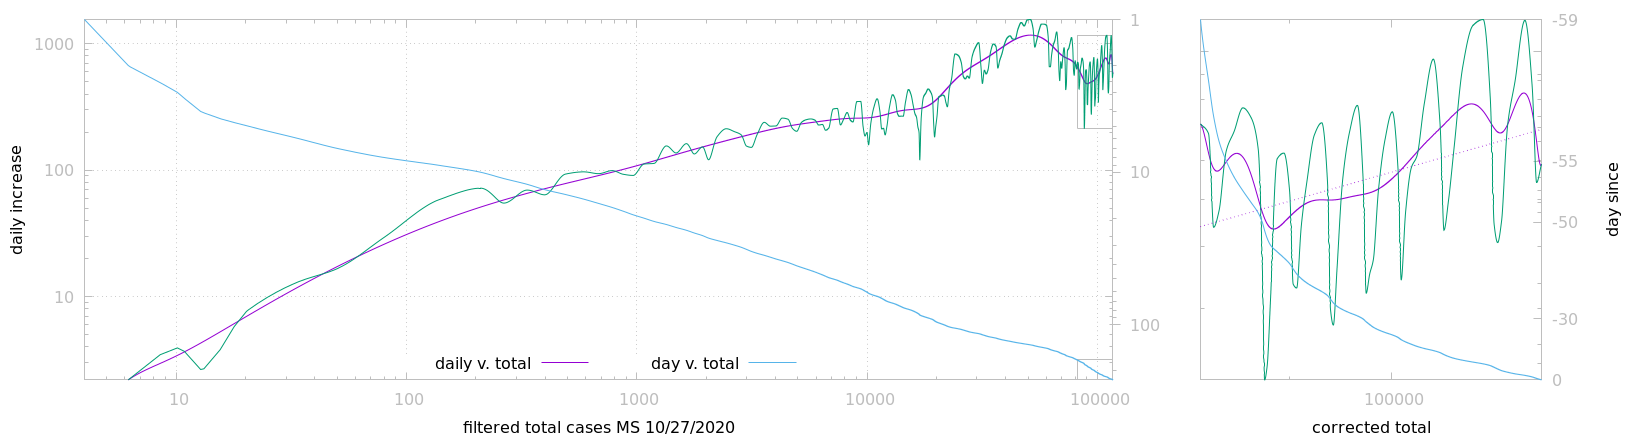 1000
100
10
daily increase
10
100
1000
10000
100000
filtered total cases MS 10/27/2020
daily v. total
day v. total
1
10
100
100000
corrected total
-59
-55
-50
-30
0
day since